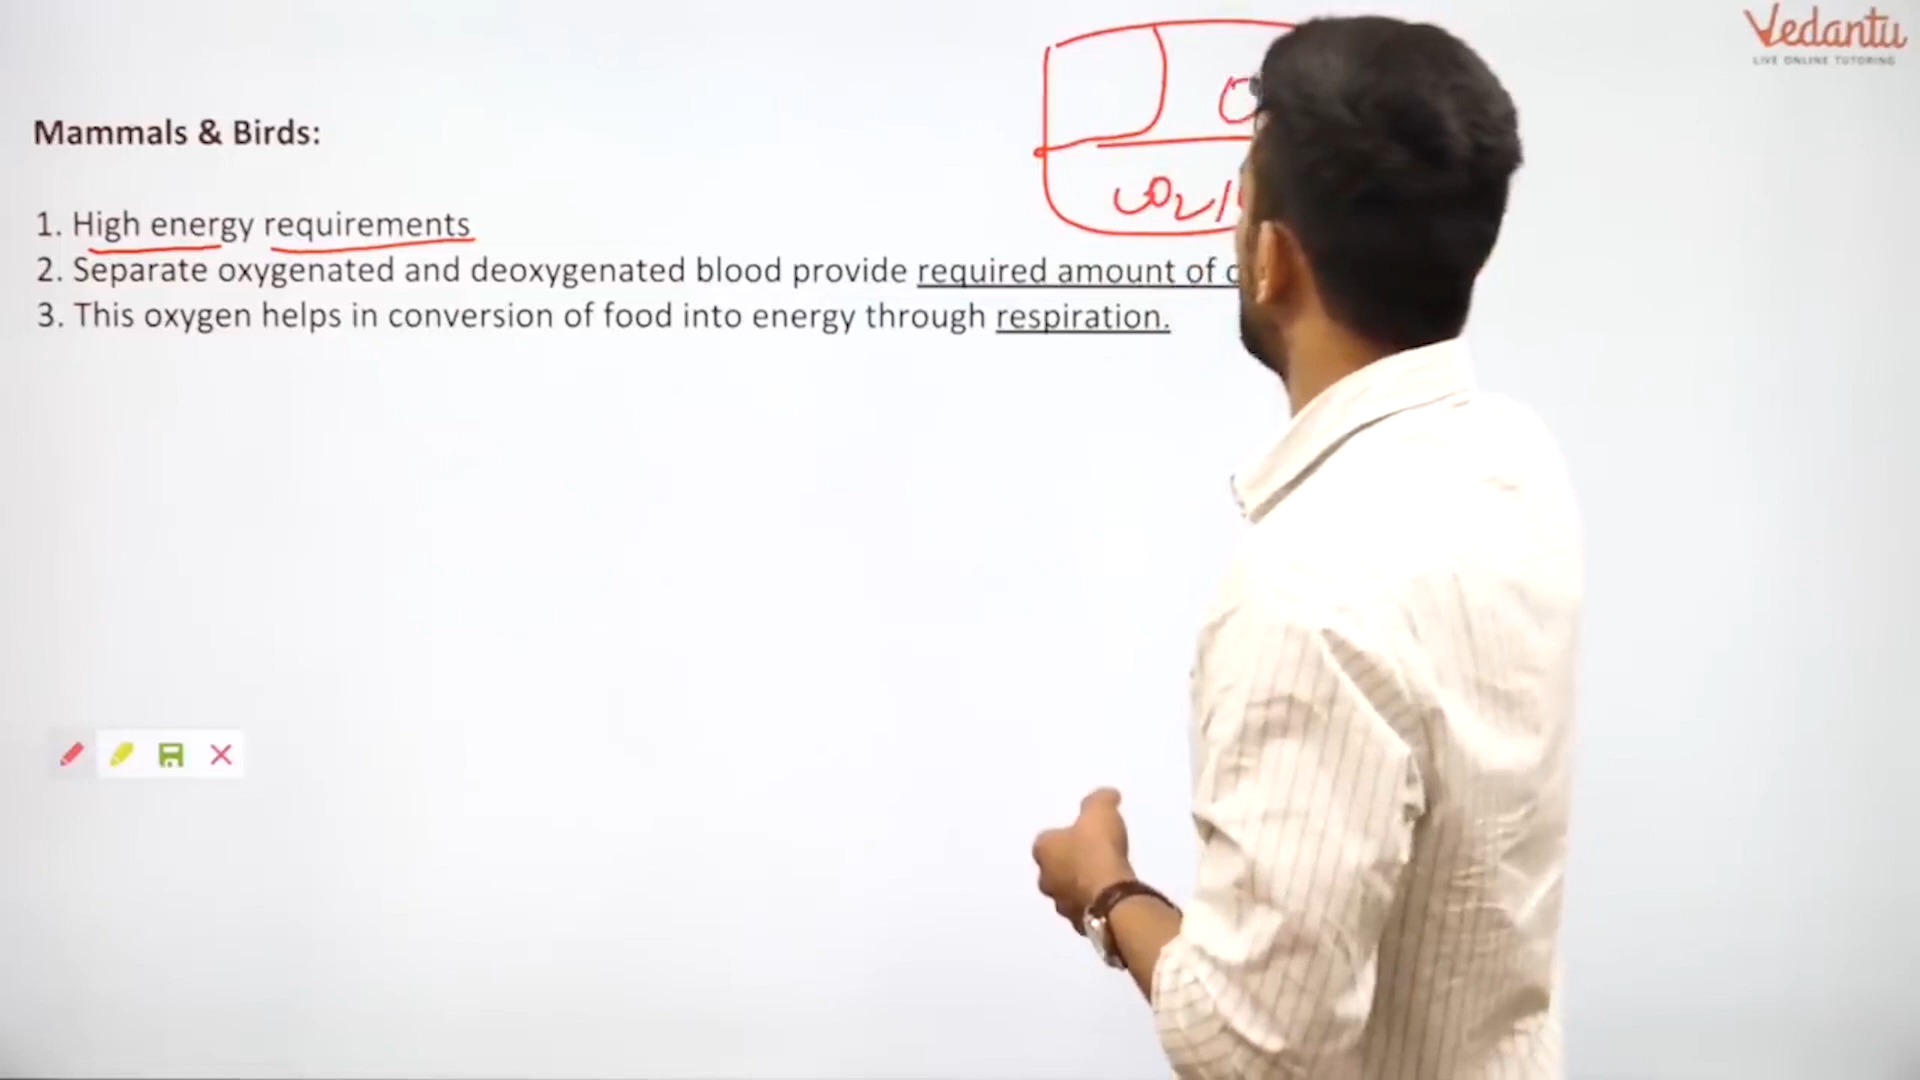 Vedantu
LIVE ONLINE TUTORING
Mammals & Birds:
1. High energy requirements
2. Separate oxygenated and deoxygenated blood provide required amount of
3. This oxygen helps in conversion of food into energy through respiration.